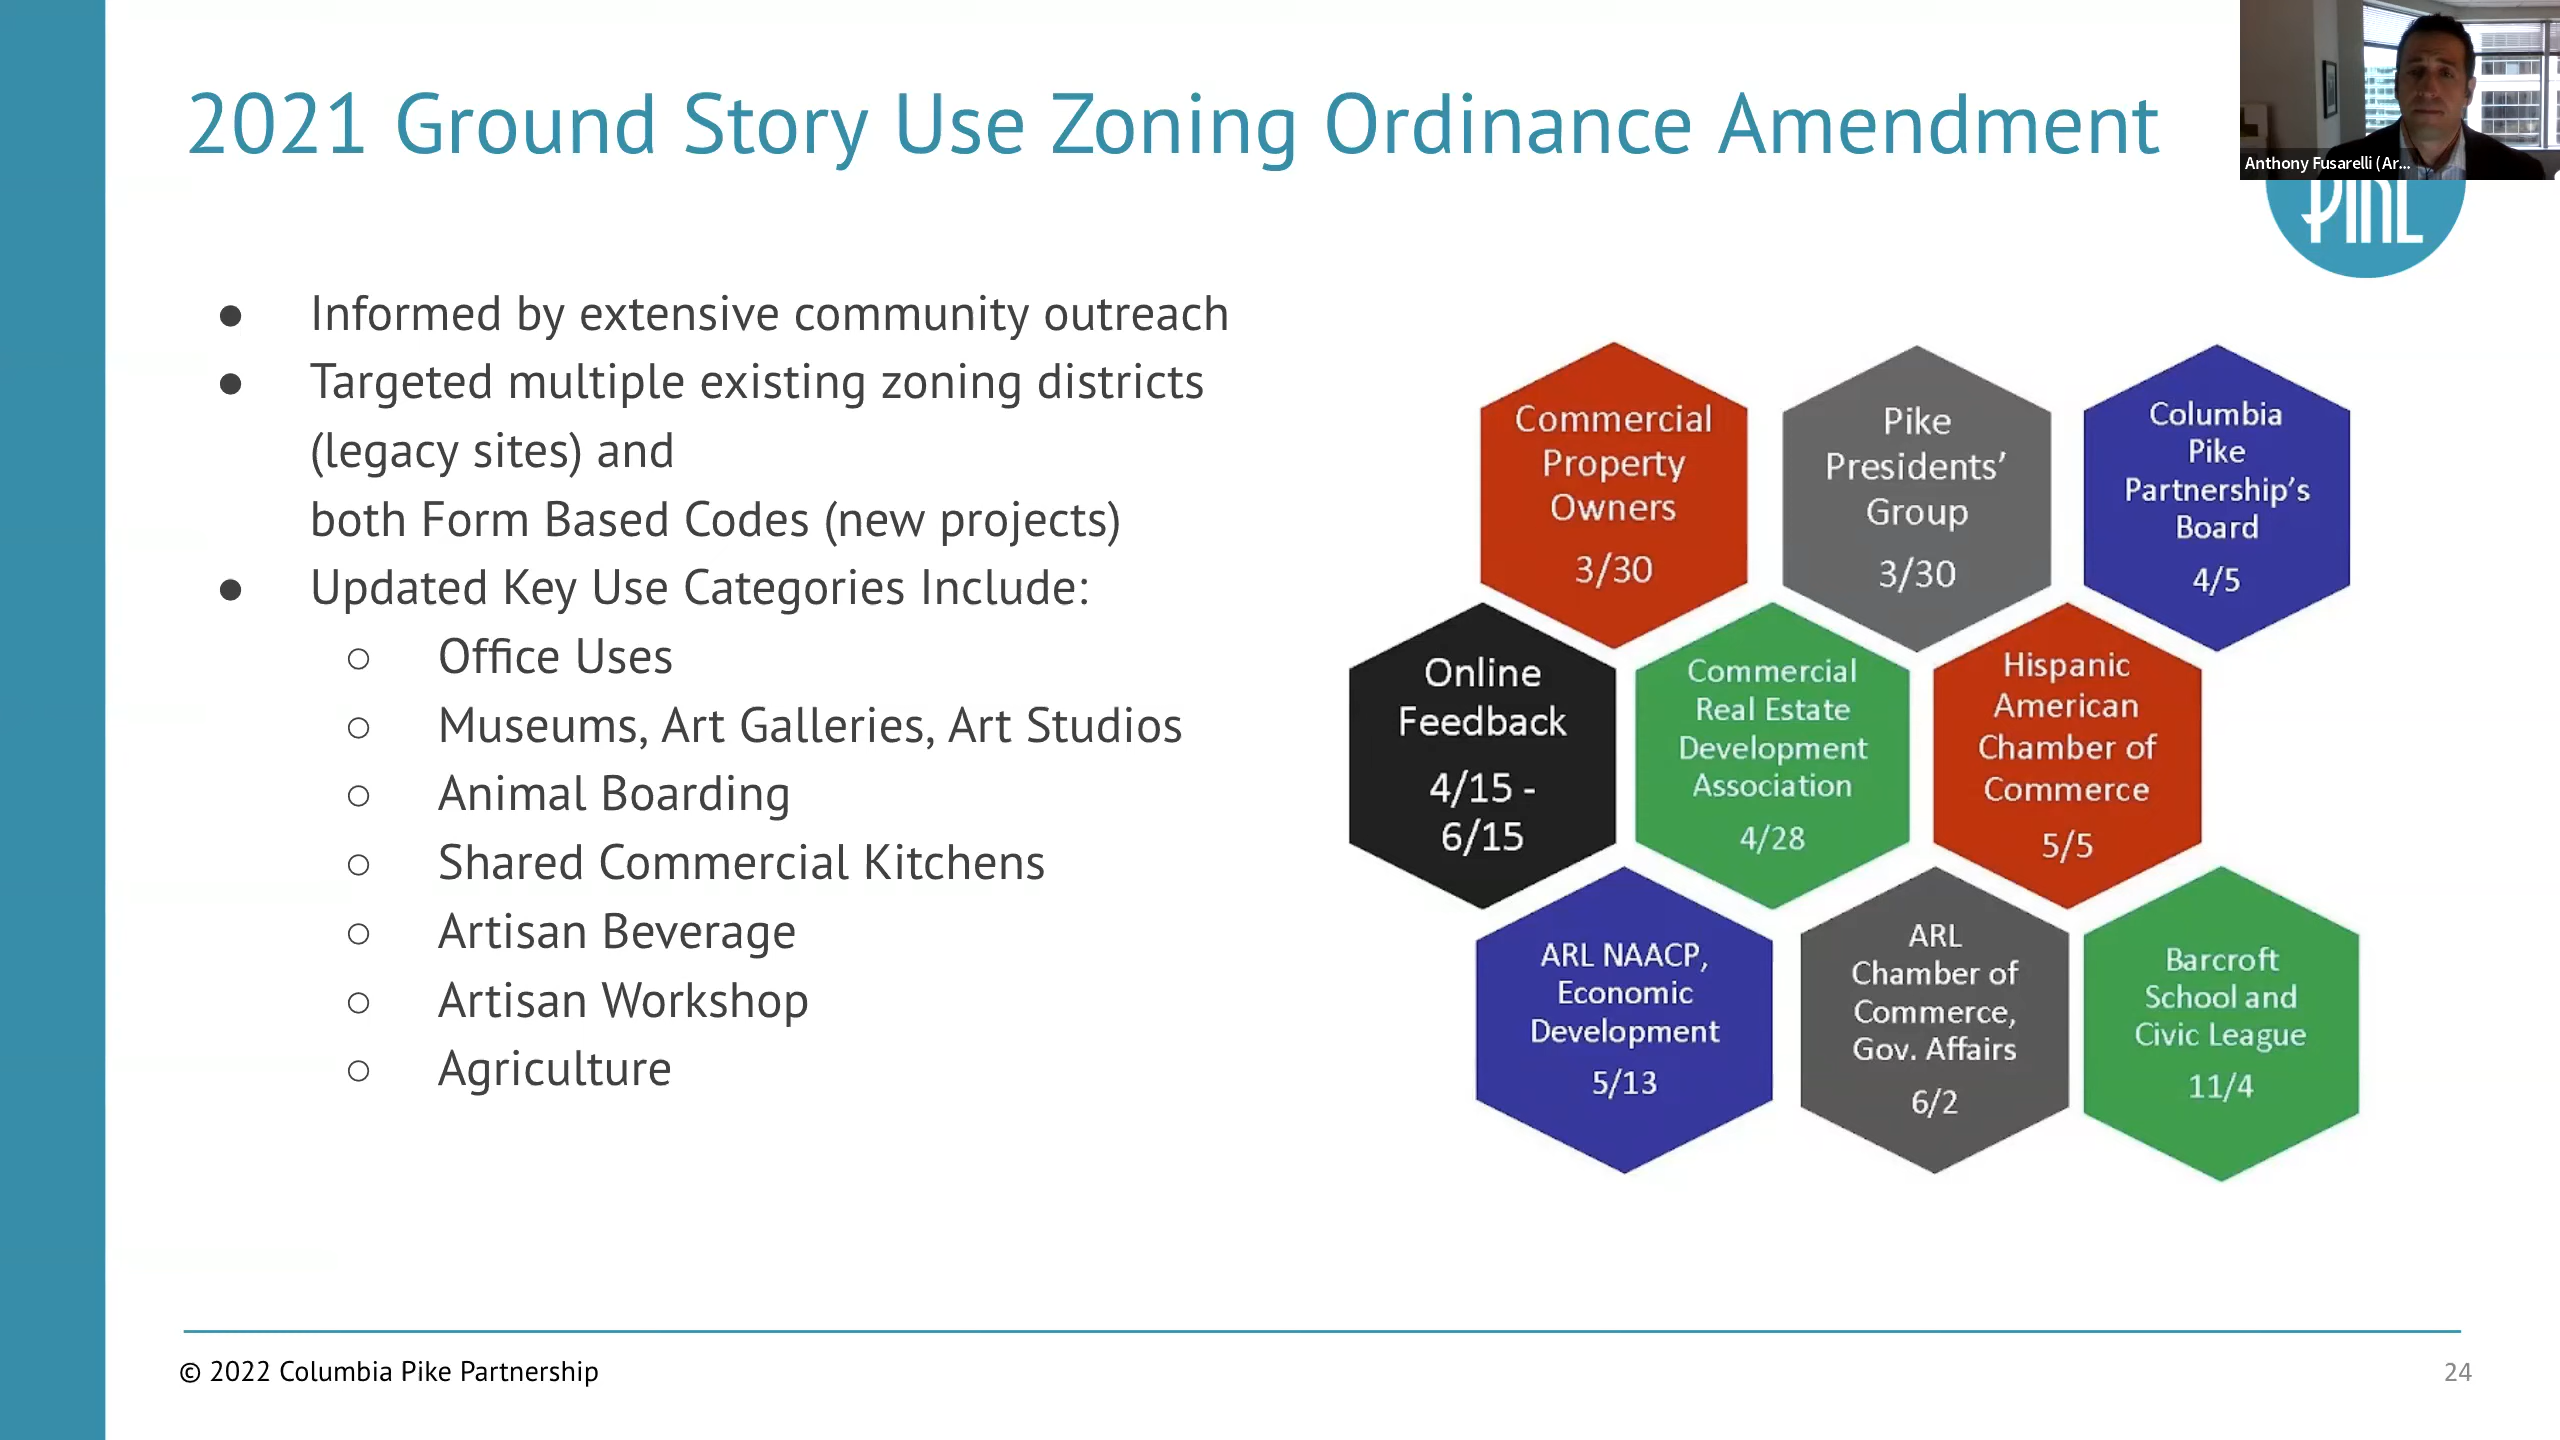 2021 Ground Story Use Zoning Ordinance Amendment
Anthony Fusarelli (Ar...
● Informed by extensive community outreach
● Targeted multiple existing zoning districts
(legacy sites) and
both Form Based Codes (new projects)
● Updated Key Use Categories Include:
○ Office Uses
○ Museums, Art Galleries, Art Studios
○ Animal Boarding
○ Shared Commercial Kitchens
○ Artisan Beverage
○ Artisan Workshop
○ Agriculture
Commercial
Property
Owners
3/30
Pike
Presidents’
Group
3/30
Columbia
Pike
Partnership’s
Board
4/5
Online
Feedback
4/15 -
6/15
Commercial
Real Estate
Development
Association
4/28
Hispanic
American
Chamber of
Commerce
5/5
ARL NAACP,
Economic
Development
5/13
ARL
Chamber of
Commerce,
Gov. Affairs
6/2
Barcroft
School and
Civic League
11/4
© 2022 Columbia Pike Partnership
24